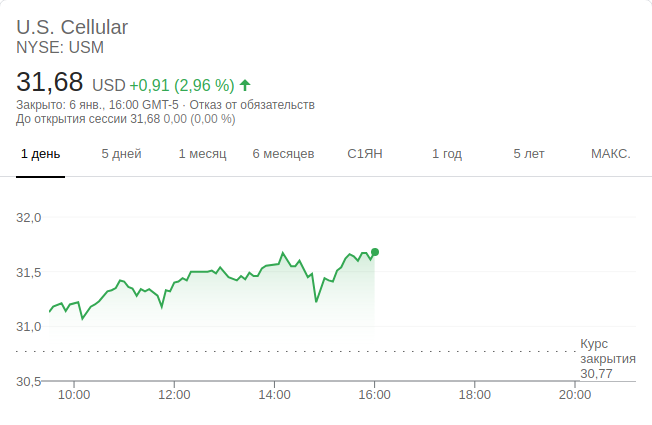 U.S. Cellular
NYSE: USM
31,68 USD +0,91 (2,96 %)
Закрыто: 6 янв., 16:00 GMT-5 · Отказ от обязательств
До открытия сессии 31,68 0,00 (0,00 %)
1 день 5 дней 1 месяц 6 месяцев С1ЯН 1 год 5 лет МАКС.
32,0
31,5
31,0
Курс
закрытия
30,77
30,5
10:00 12:00 14:00 16:00 18:00 20:00